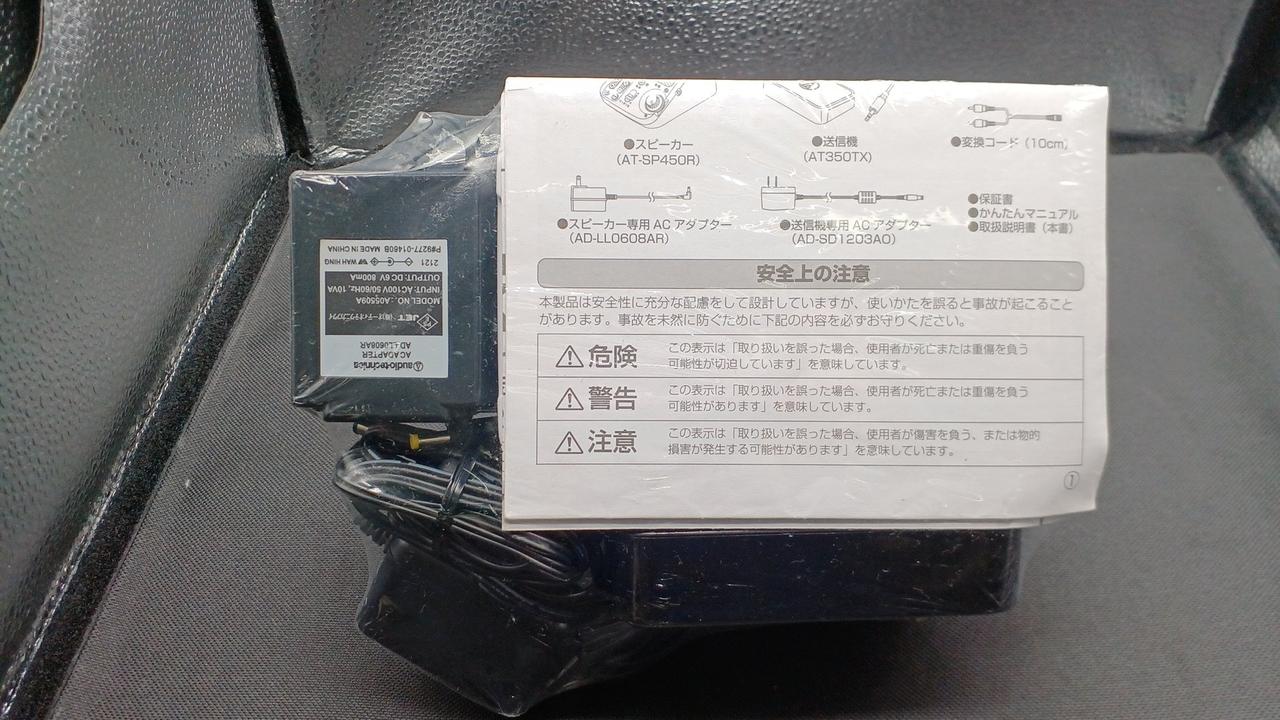 ●スピーカー
(AT-SP450R)
●送信機
(AT350TX)
●変換コード(10cm)
●スピーカー専用 AC アダプター
(AD-LL0608AR)
●送信機専用 AC アダプター
(AD-SD1203AO)
●保証書
●かんたんマニュアル
●取扱説明書(本書)
安全上の注意
本製品は安全性に充分な配慮をして設計していますが、使いかたを誤ると事故が起こること
があります。事故を未然に防ぐために下記の内容を必ずお守りください。
危険
この表示は「取り扱いを誤った場合、使用者が死亡または重傷を負う
可能性が切迫しています」を意味しています。
警告
この表示は「取り扱いを誤った場合、使用者が死亡または重傷を負う
可能性があります」を意味しています。
注意
この表示は「取り扱いを誤った場合、使用者が傷害を負う、または物的
損害が発生する可能性があります」を意味しています。
①
audio-technica
AC ADAPTER
AD-LL0608AR
JET (株)オーディオテクニカ
MODEL NO.: A05509A
INPUT: AC100V 50/60Hz, 10VA
OUTPUT: DC 6V 800mA
2121 WAH HING
P#9277-01460B MADE IN CHINA